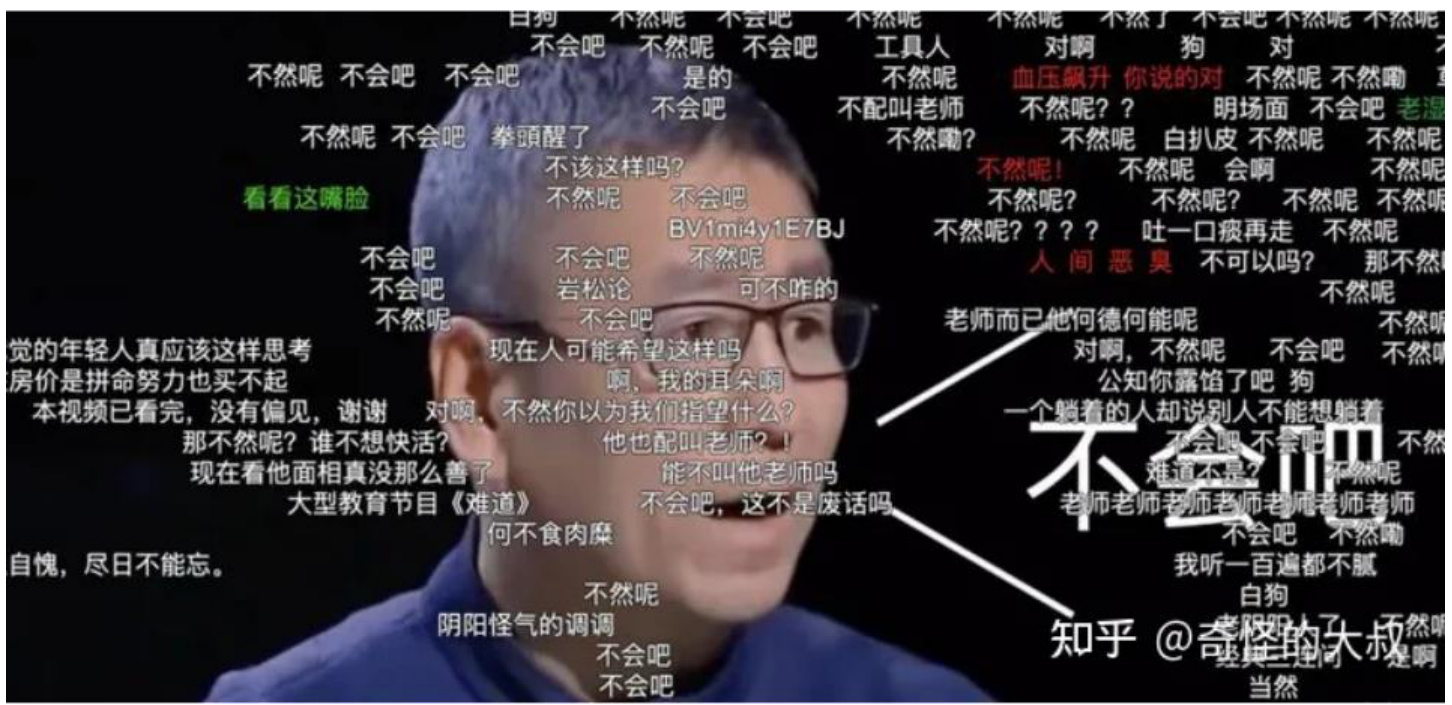 白狗 不然呢 不会吧 不然呢 不然呢 不然了 不会吧 不然呢 不然呢
不会吧 不然呢 不会吧 工具人 对啊 狗 对
不然呢 不会吧 不会吧 是的 不然呢 血压飙升 你说的对 不然呢 不然嘞
不会吧 不配叫老师 不然呢?? 明场面 不会吧 老湿
不然呢 不会吧 拳頭醒了 不然嘞? 不然呢 白扒皮 不然呢 不然呢
不该这样吗? 不然呢! 不然呢 会啊 不然呢
看看这嘴脸 不然呢 不会吧 不然呢? 不然呢? 不然呢 不然呢
BV1mi4y1E7BJ 不然呢???? 吐一口痰再走 不然呢
不会吧 不会吧 不然呢 人间恶臭 不可以吗? 那不然
不会吧 岩松论 可不咋的 不然呢
不然呢 不会吧 老师而已他何德何能呢 不然呢
觉的年轻人真应该这样思考 现在人可能希望这样吗 对啊,不然呢 不会吧 不然呢
房价是拼命努力也买不起 啊,我的耳朵啊 公知你露馅了吧 狗
本视频已看完,没有偏见,谢谢 对啊,不然你以为我们指望什么? 一个躺着的人却说别人不能想躺着
不会吧
那不然呢?谁不想快活? 他也配叫老师?! 不会吧 不会吧 不然
现在看他面相真没那么善了 能不叫他老师吗 难道不是? 不然呢
大型教育节目《难道》 不会吧,这不是废话吗 老师老师老师老师老师老师老师
何不食肉糜 不会吧 不然嘞
自愧,尽日不能忘。 我听一百遍都不腻
不然呢 白狗
阴阳怪气的调调 不然呢
知乎 @奇怪的大叔
不会吧 经典三连问 是啊
不会吧 当然